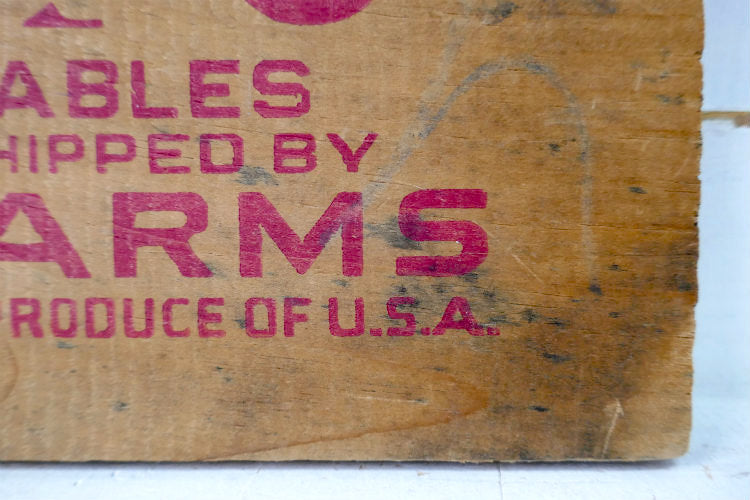 ABLES
HIPPED BY
ARMS
PRODUCE OF U.S.A.